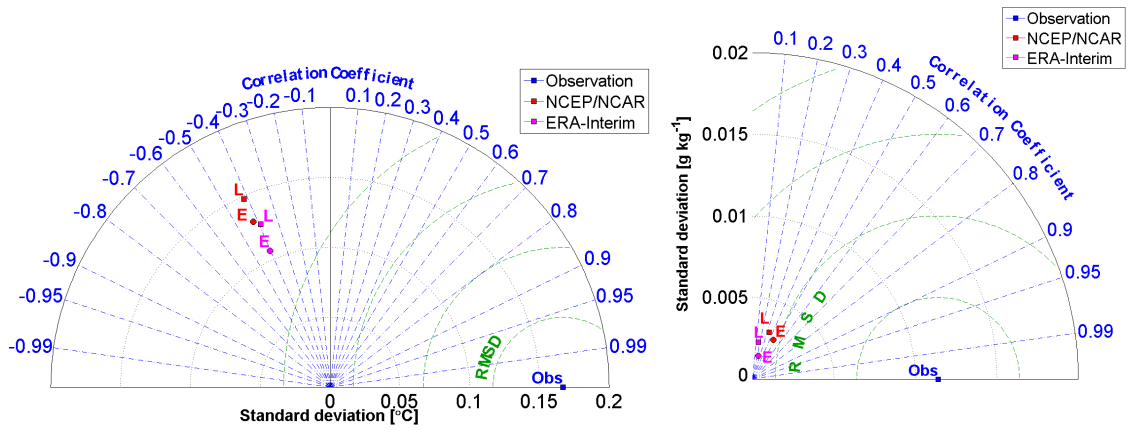 Correlation Coefficient
-0.99
-0.95
-0.9
-0.8
-0.7
-0.6
-0.5
-0.4
-0.3
-0.2
-0.1
0.1
0.2
0.3
0.4
0.5
0.6
0.7
0.8
0.9
0.95
0.99
Observation
NCEP/NCAR
ERA-Interim
L
E
L
E
RMSD
Obs
0 0.05 0.1 0.15 0.2
Standard deviation [°C]
Observation
NCEP/NCAR
ERA-Interim
Correlation Coefficient
0.1
0.2
0.3
0.4
0.5
0.6
0.7
0.8
0.9
0.95
0.99
Standard deviation [g kg⁻¹]
0.02
0.015
0.01
0.005
0
L
E
L
E
RMSD
Obs